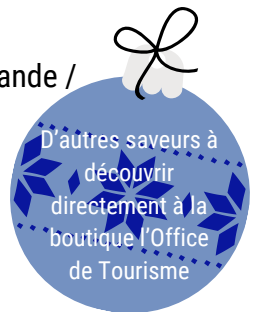 ande /
D'autres saveurs à
découvrir
directement à la
boutique l'Office
de Tourisme